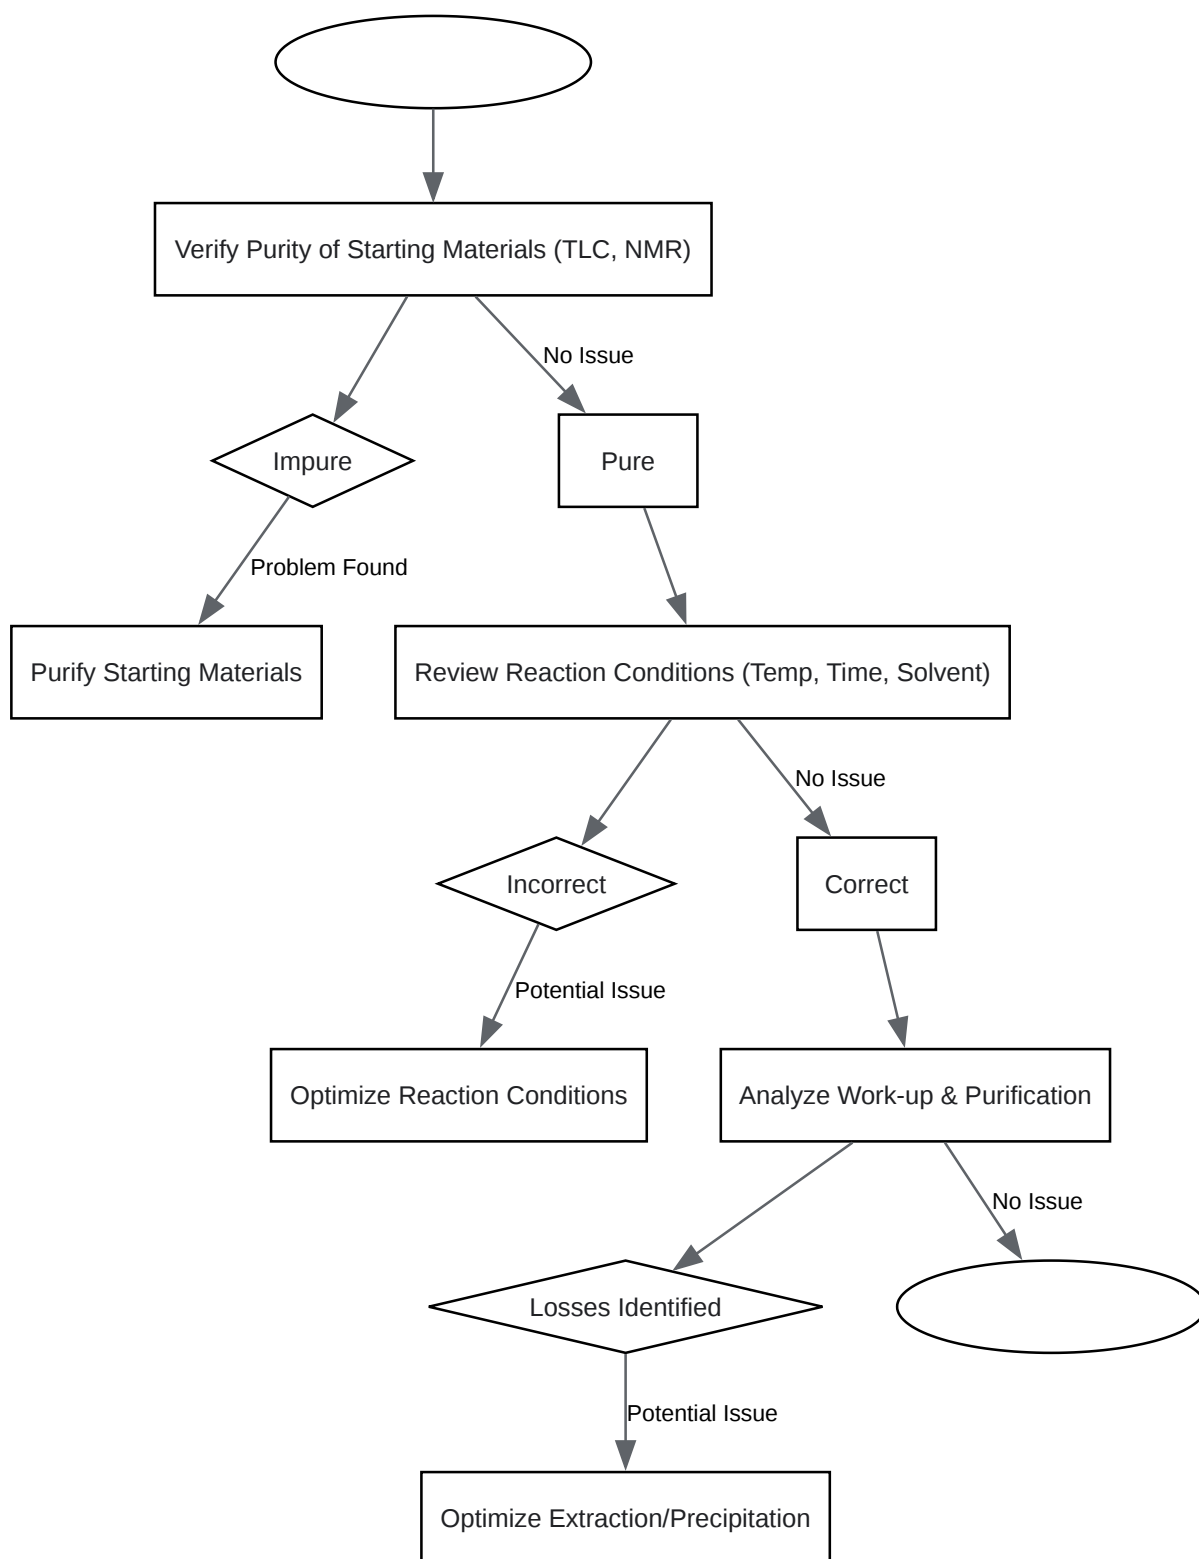 Verify Purity of Starting Materials (TLC, NMR)
No Issue
Impure
Pure
Problem Found
Purify Starting Materials
Review Reaction Conditions (Temp, Time, Solvent)
No Issue
Incorrect
Correct
Potential Issue
Optimize Reaction Conditions
Analyze Work-up & Purification
No Issue
Losses Identified
Potential Issue
Optimize Extraction/Precipitation